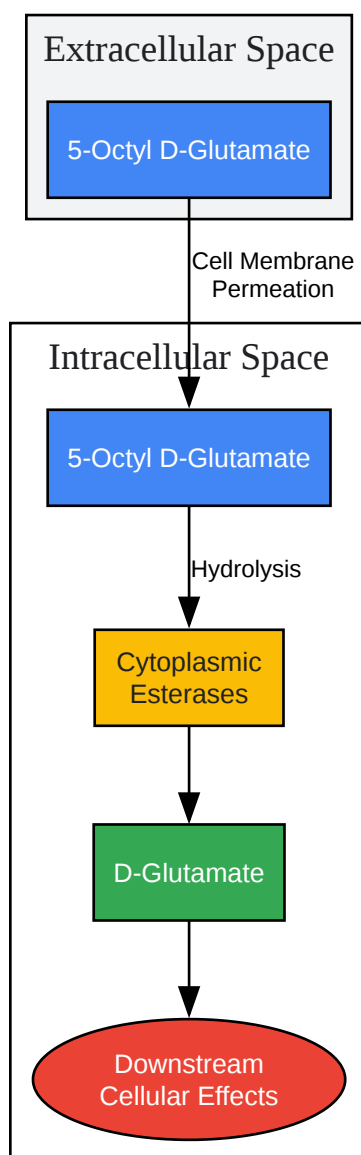 Extracellular Space
5-Octyl D-Glutamate
Cell Membrane
Permeation
Intracellular Space
5-Octyl D-Glutamate
Hydrolysis
Cytoplasmic
Esterases
D-Glutamate
Downstream
Cellular Effects